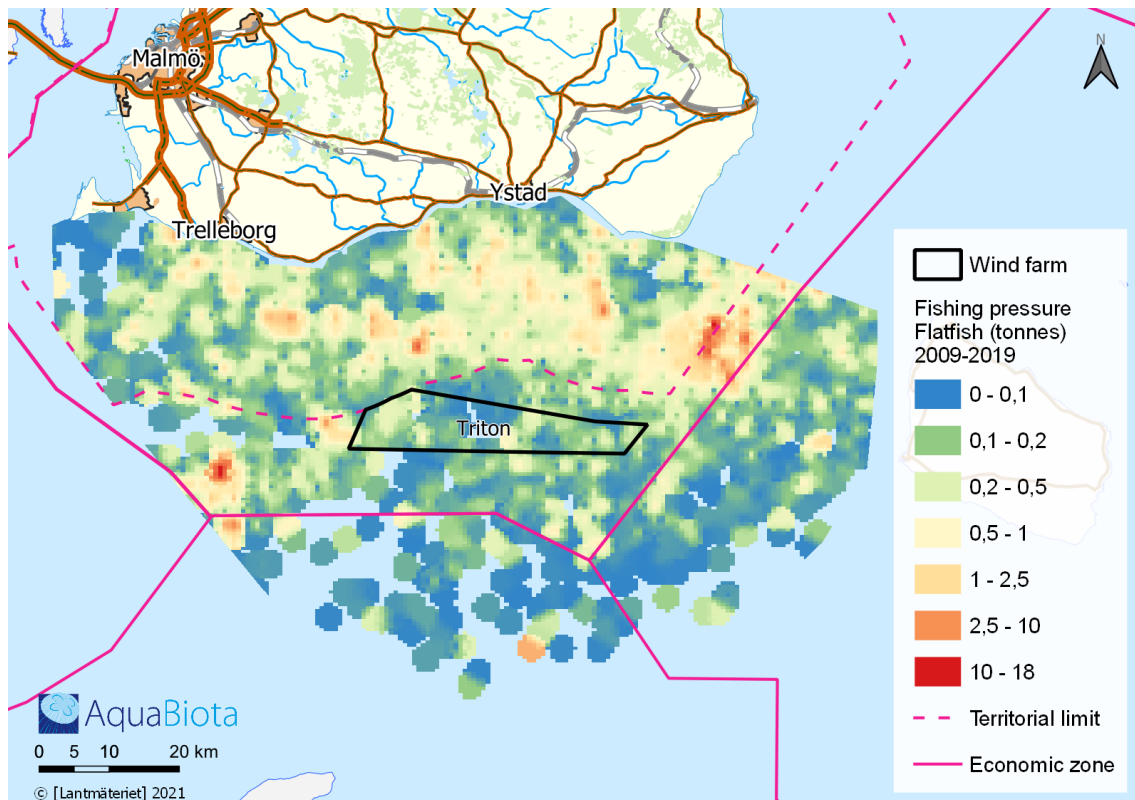 Malmö
N
Ystad
Trelleborg
Triton
Wind farm
Fishing pressure
Flatfish (tonnes)
2009-2019
0 - 0,1
0,1 - 0,2
0,2 - 0,5
0,5 - 1
1 - 2,5
2,5 - 10
10 - 18
Territorial limit
Economic zone
AquaBiota
0 5 10 20 km
© [Lantmäteriet] 2021